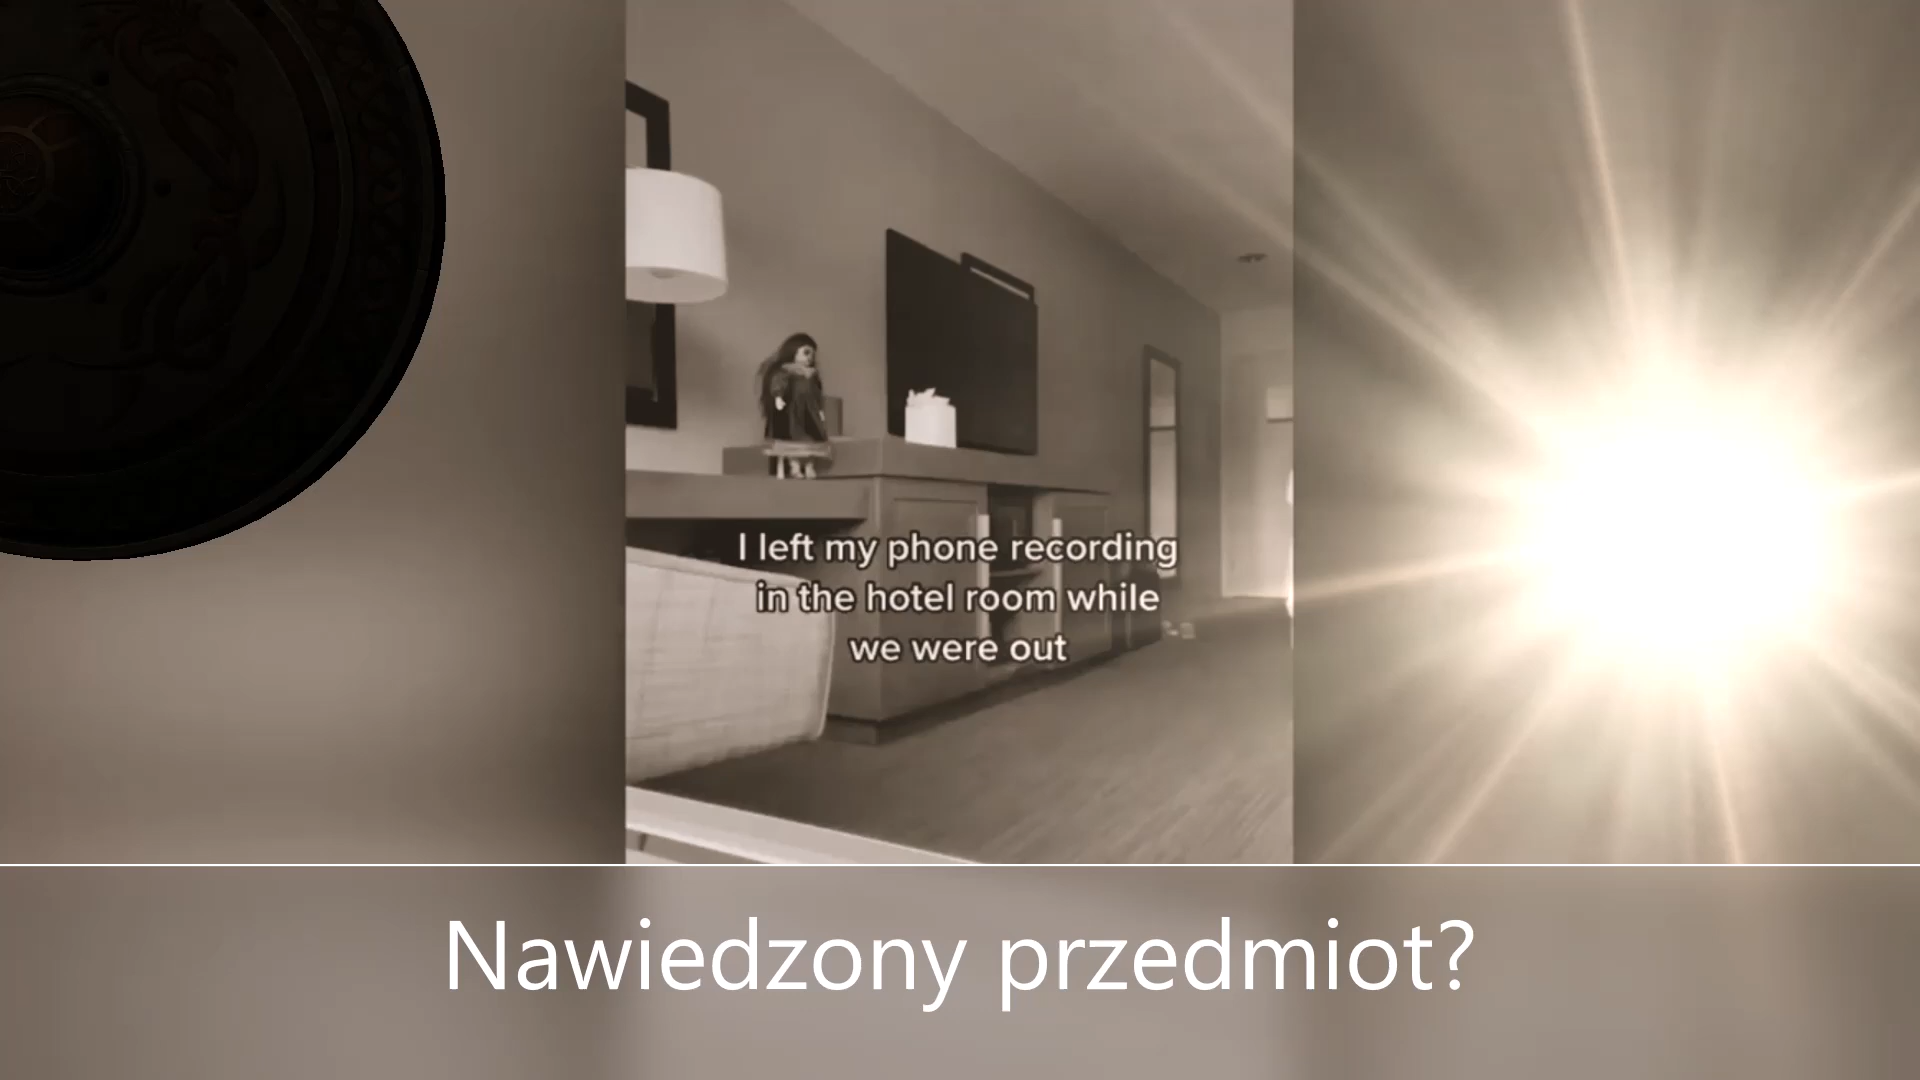 I left my phone recording
in the hotel room while
we were out
Nawiedzony przedmiot?